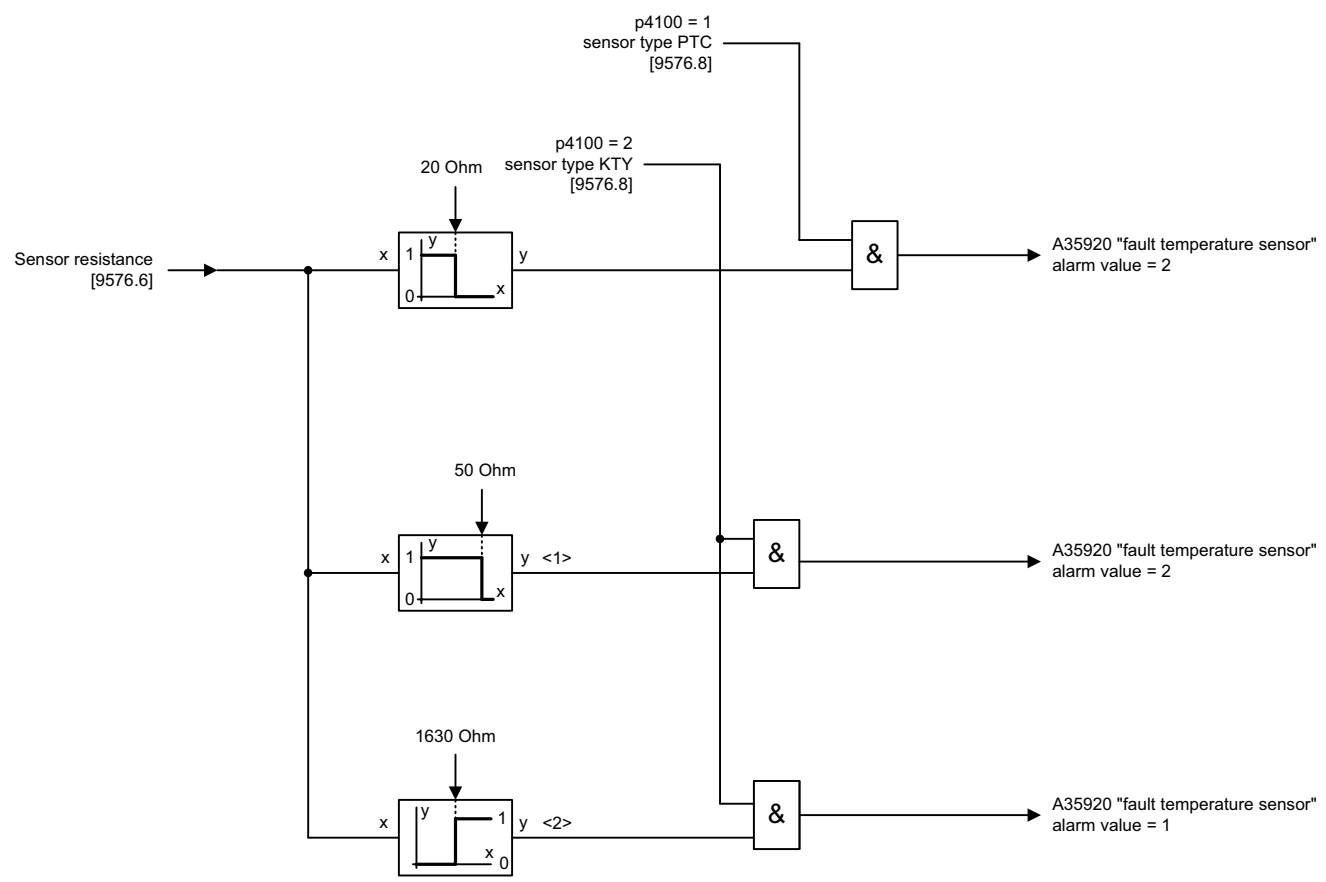 p4100 = 1
sensor type PTC
[9576.8]
p4100 = 2
sensor type KTY
[9576.8]
20 Ohm
Sensor resistance
[9576.6]
x
y
1
0
x
y
&
A35920 "fault temperature sensor"
alarm value = 2
50 Ohm
x
y
1
0
x
y <1>
&
A35920 "fault temperature sensor"
alarm value = 2
1630 Ohm
x
y
1
x
0
y <2>
&
A35920 "fault temperature sensor"
alarm value = 1